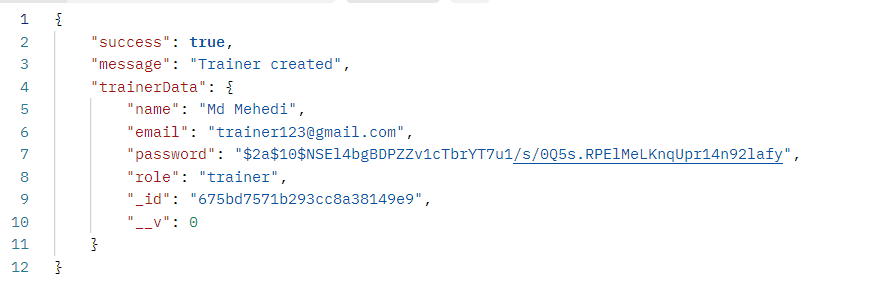 1 {
2 "success": true,
3 "message": "Trainer created",
4 "trainerData": {
5 "name": "Md Mehedi",
6 "email": "trainer123@gmail.com",
7 "password": "$2a$10$NSEl4bgBDPZZv1cTbrYT7u1/s/0Q5s.RPElMeLKnqUpr14n92lafy",
8 "role": "trainer",
9 "_id": "675bd7571b293cc8a38149e9",
10 "__v": 0
11 }
12 }